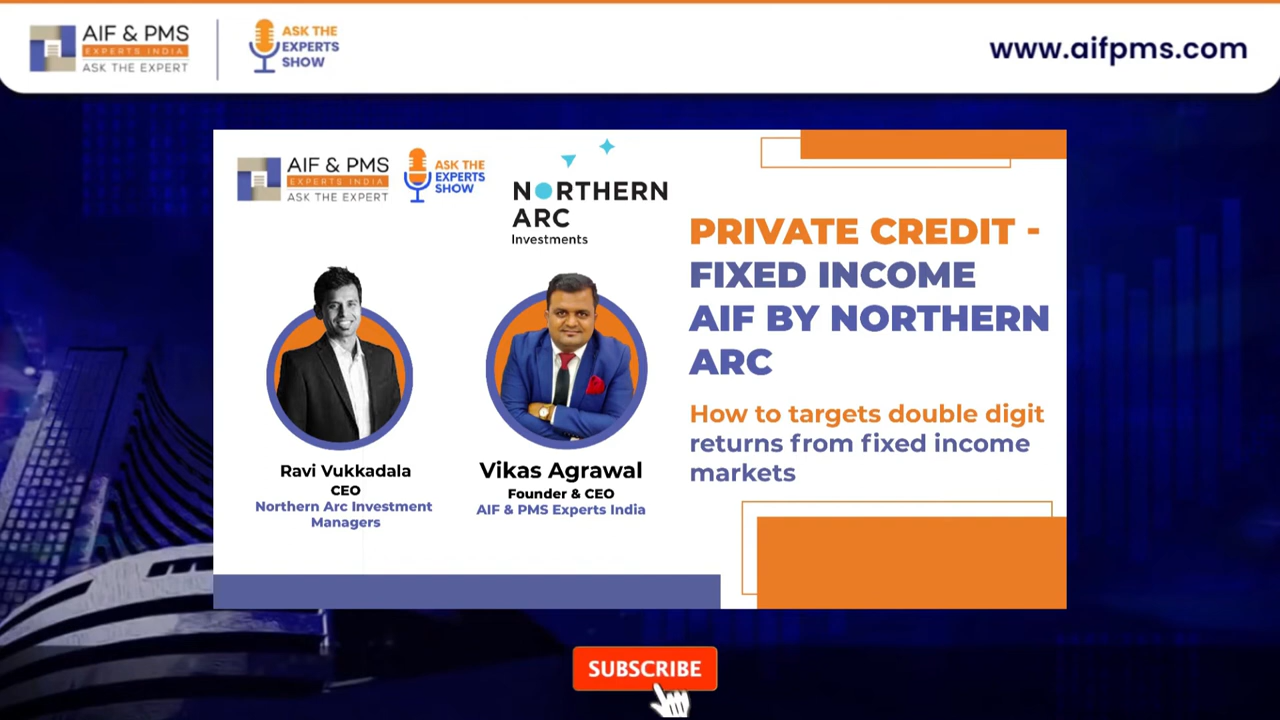 AIF & PMS
EXPERTS INDIA
ASK THE EXPERT
ASK THE
EXPERTS
SHOW
www.aifpms.com
AIF & PMS
EXPERTS INDIA
ASK THE EXPERT
ASK THE
EXPERTS
SHOW
NORTHERN
ARC
Investments
PRIVATE CREDIT -
FIXED INCOME
AIF BY NORTHERN
ARC
How to targets double digit
returns from fixed income
markets
Ravi Vukkadala
CEO
Northern Arc Investment
Managers
Vikas Agrawal
Founder & CEO
AIF & PMS Experts India
SUBSCRIBE